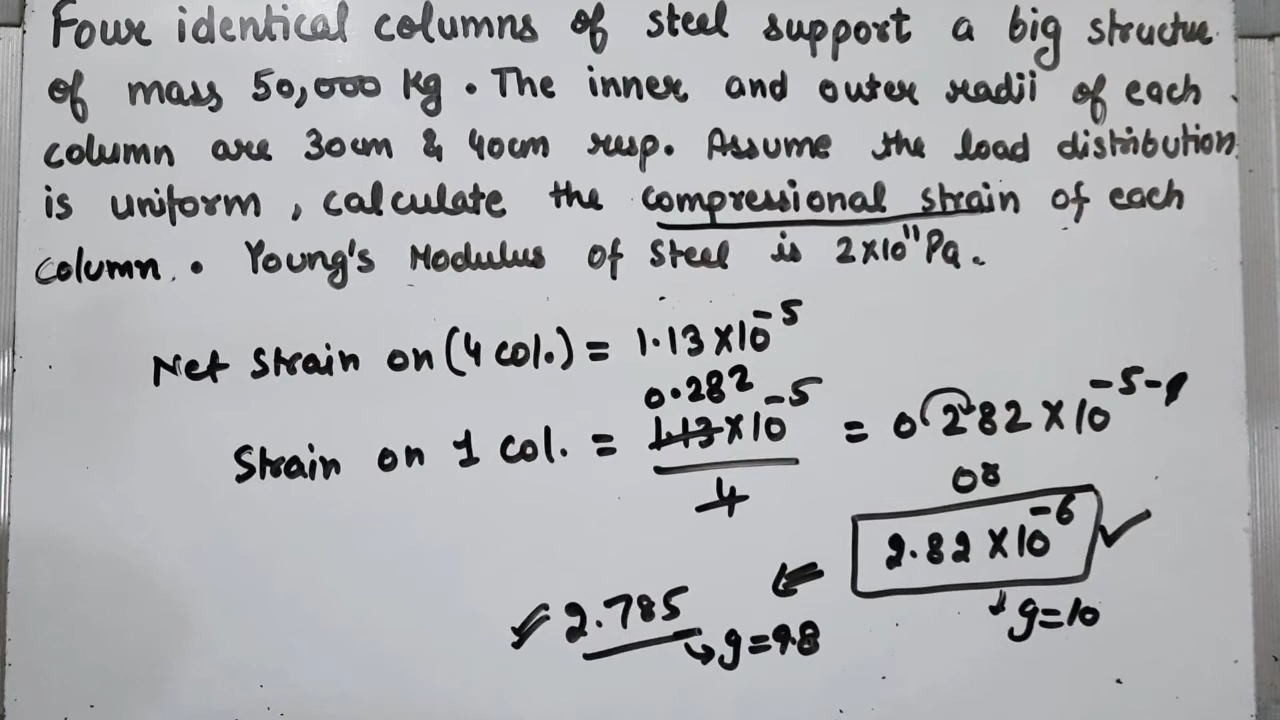 Four identical columns of steel support a big structure
of mass 50,000 Kg. The inner and outer radii of each
column are 30cm & 40cm resp. Assume the load distribution
is uniform, calculate the compressional strain of each
column. Young's Modulus of Steel is 2×10¹¹ Pa.
Net Strain on (4 col.) = 1.13×10⁻⁵
0.282
Strain on 1 col. = 1.13×10⁻⁵/4 = 0.282×10⁻⁵⁻¹
08
2.82×10⁻⁶ ✓
2.785
↳ g=9.8
↓ g=10